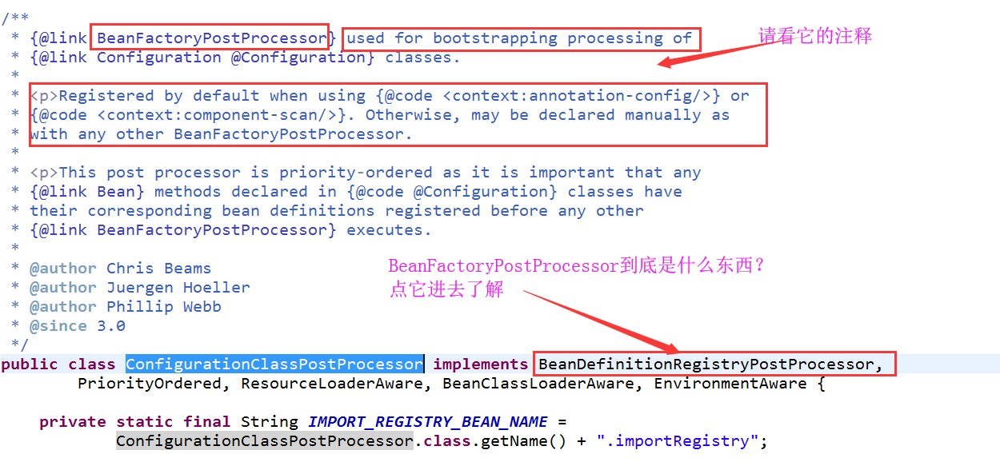 /**
 * {@link BeanFactoryPostProcessor} used for bootstrapping processing of
请看它的注释
 * {@link Configuration @Configuration} classes.
 *
 * <p>Registered by default when using {@code <context:annotation-config/>} or
 * {@code <context:component-scan/>}. Otherwise, may be declared manually as
 * with any other BeanFactoryPostProcessor.
 *
 * <p>This post processor is priority-ordered as it is important that any
 * {@link Bean} methods declared in {@code @Configuration} classes have
 * their corresponding bean definitions registered before any other
 * {@link BeanFactoryPostProcessor} executes.
 *
 * @author Chris Beams
BeanFactoryPostProcessor到底是什么东西?
 * @author Juergen Hoeller
点它进去了解
 * @author Phillip Webb
 * @since 3.0
 */
public class ConfigurationClassPostProcessor implements BeanDefinitionRegistryPostProcessor,
        PriorityOrdered, ResourceLoaderAware, BeanClassLoaderAware, EnvironmentAware {
    private static final String IMPORT_REGISTRY_BEAN_NAME =
            ConfigurationClassPostProcessor.class.getName() + ".importRegistry";